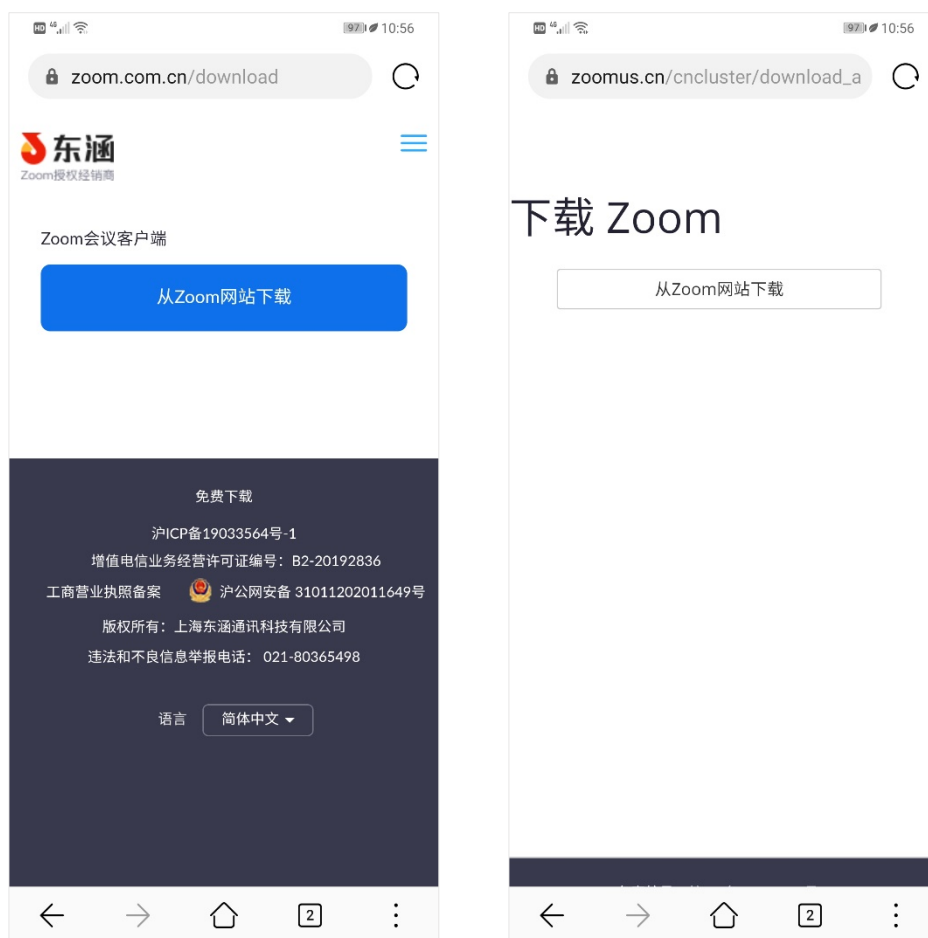 HD 4G 97 10:56
zoom.com.cn/download
东涵
Zoom授权经销商
Zoom会议客户端
从Zoom网站下载
免费下载
沪ICP备19033564号-1
增值电信业务经营许可证编号：B2-20192836
工商营业执照备案 沪公网安备 31011202011649号
版权所有：上海东涵通讯科技有限公司
违法和不良信息举报电话： 021-80365498
语言 简体中文
2
HD 4G 97 10:56
zoomus.cn/cncluster/download_a
下载 Zoom
从Zoom网站下载
2